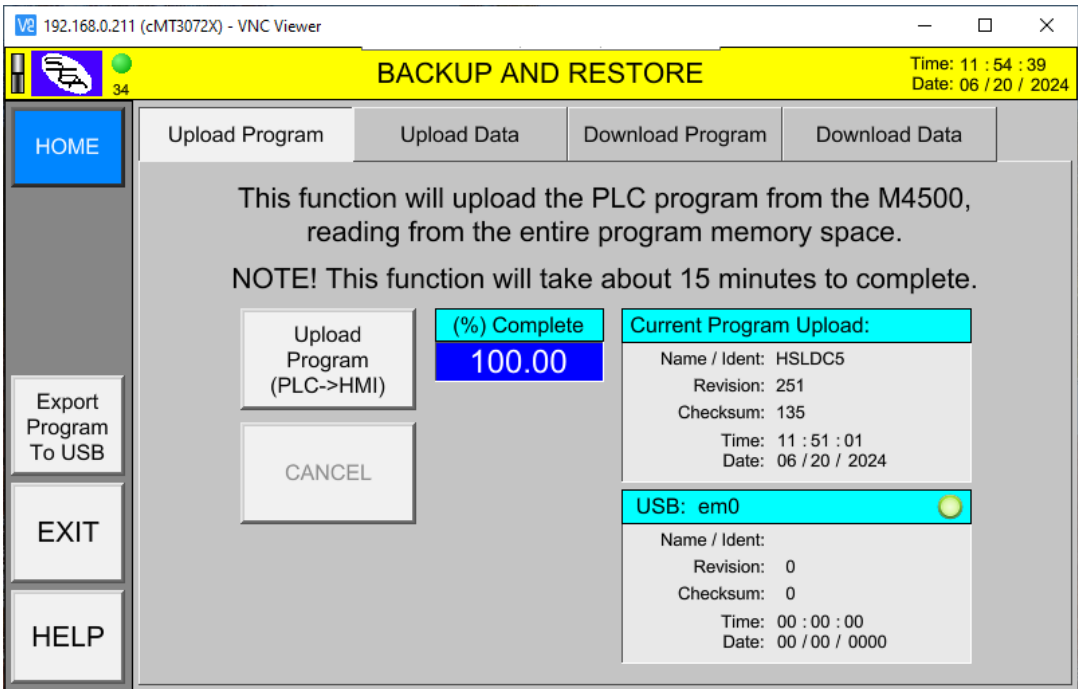 192.168.0.211 (cMT3072X) - VNC Viewer
34
BACKUP AND RESTORE
Time: 11 : 54 : 39
Date: 06 / 20 / 2024
HOME
Upload Program
Upload Data
Download Program
Download Data
This function will upload the PLC program from the M4500,
reading from the entire program memory space.
NOTE! This function will take about 15 minutes to complete.
Upload
Program
(PLC->HMI)
(%) Complete
100.00
CANCEL
Current Program Upload:
Name / Ident: HSLDC5
Revision: 251
Checksum: 135
Time: 11 : 51 : 01
Date: 06 / 20 / 2024
USB: em0
Name / Ident:
Revision: 0
Checksum: 0
Time: 00 : 00 : 00
Date: 00 / 00 / 0000
Export
Program
To USB
EXIT
HELP